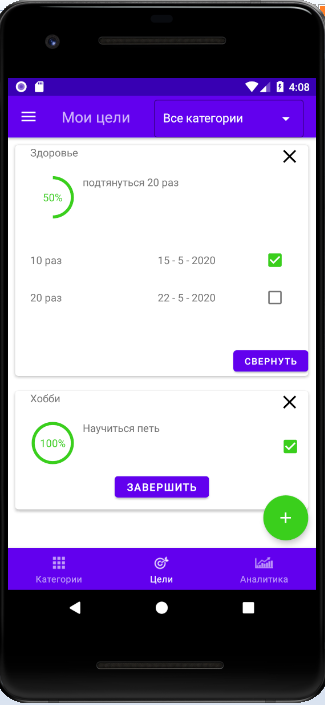 4:08
Мои цели
Все категории
Здоровье
50%
подтянуться 20 раз
10 раз 15 - 5 - 2020
20 раз 22 - 5 - 2020
СВЕРНУТЬ
Хобби
100%
Научиться петь
ЗАВЕРШИТЬ
+
Категории Цели Аналитика